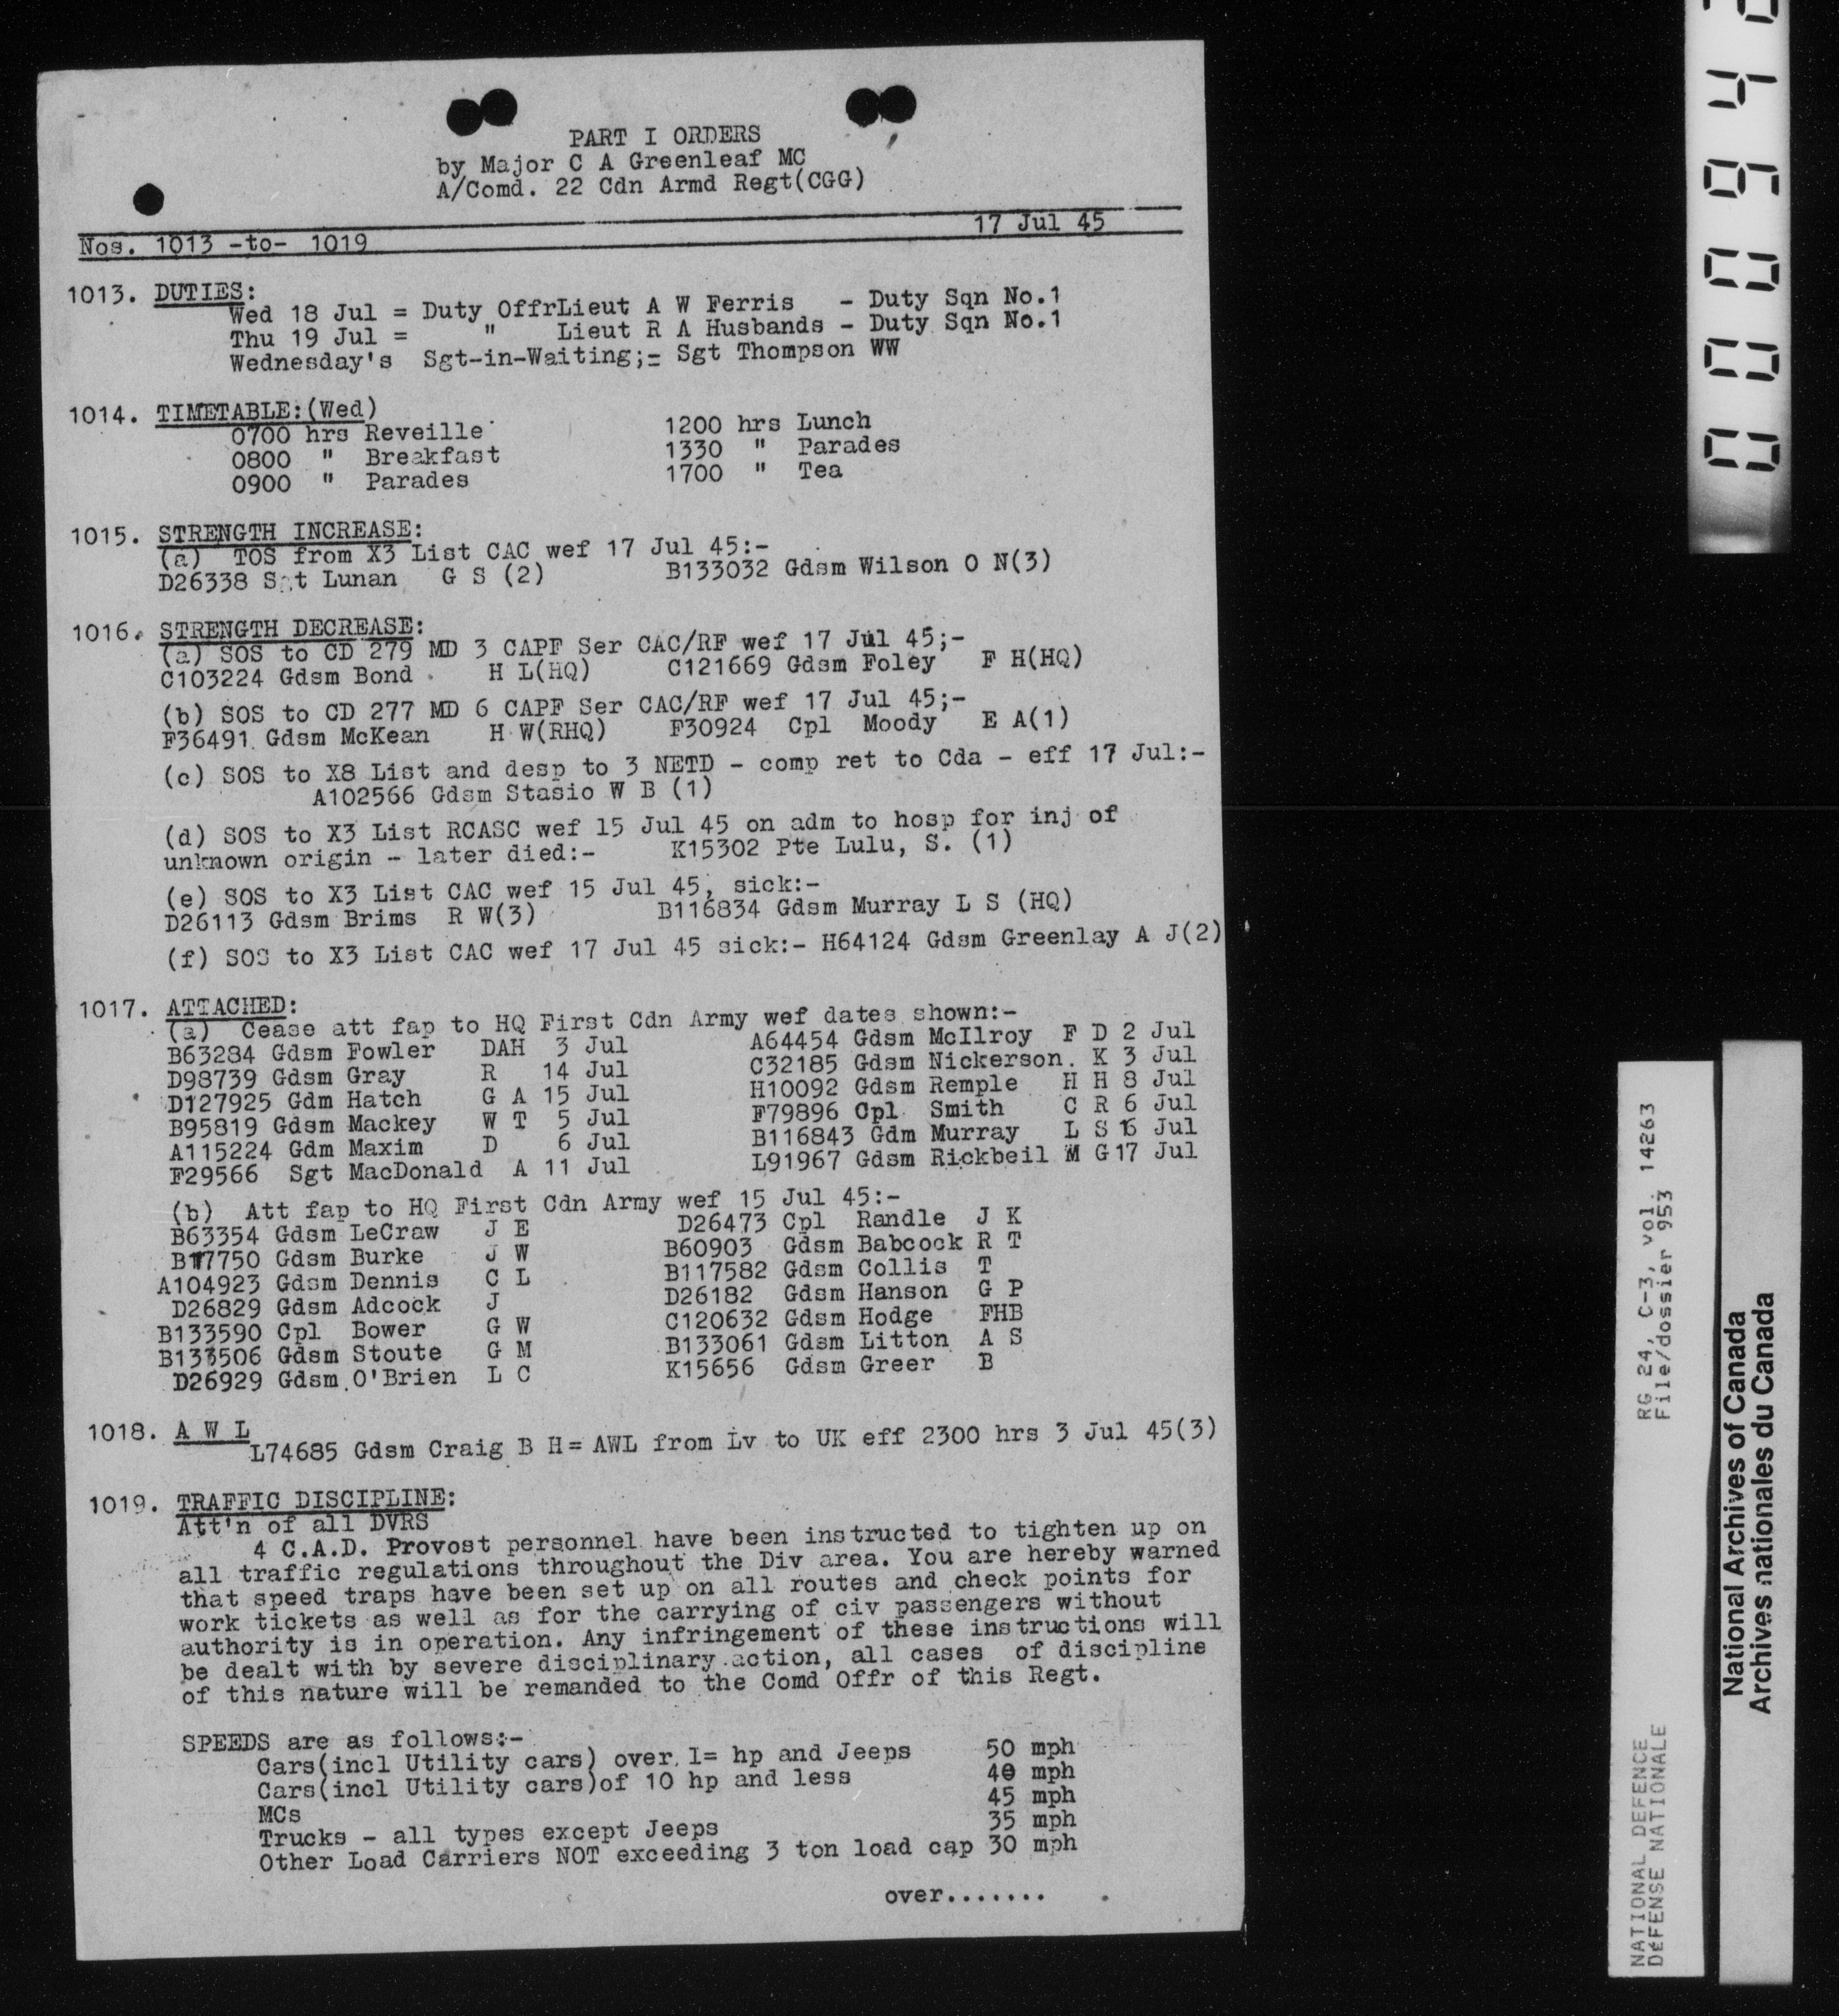 PART I ORDERS
by Major C A Greenleaf MC
A/Comd. 22 Cdn Armd Regt(CGG)
Nos. 1013 -to- 1019 17 Jul 45
1013. DUTIES:
Wed 18 Jul = Duty OffrLieut A W Ferris - Duty Sqn No.1
Thu 19 Jul = " Lieut R A Husbands - Duty Sqn No.1
Wednesday's Sgt-in-Waiting;= Sgt Thompson WW
1014. TIMETABLE:(Wed)
0700 hrs Reveille 1200 hrs Lunch
0800 " Breakfast 1330 " Parades
0900 " Parades 1700 " Tea
1015. STRENGTH INCREASE:
(a) TOS from X3 List CAC wef 17 Jul 45:-
D26338 Sgt Lunan G S (2) B133032 Gdsm Wilson O N(3)
1016. STRENGTH DECREASE:
(a) SOS to CD 279 MD 3 CAPF Ser CAC/RF wef 17 Jul 45;-
C103224 Gdsm Bond H L(HQ) C121669 Gdsm Foley F H(HQ)
(b) SOS to CD 277 MD 6 CAPF Ser CAC/RF wef 17 Jul 45;-
F36491 Gdsm McKean H W(RHQ) F30924 Cpl Moody E A(1)
(c) SOS to X8 List and desp to 3 NETD - comp ret to Cda - eff 17 Jul:-
A102566 Gdsm Stasio W B (1)
(d) SOS to X3 List RCASC wef 15 Jul 45 on adm to hosp for inj of
unknown origin - later died:- K15302 Pte Lulu, S. (1)
(e) SOS to X3 List CAC wef 15 Jul 45, sick:-
D26113 Gdsm Brims R W(3) B116834 Gdsm Murray L S (HQ)
(f) SOS to X3 List CAC wef 17 Jul 45 sick:- H64124 Gdsm Greenlay A J(2)
1017. ATTACHED:
(a) Cease att fap to HQ First Cdn Army wef dates shown:-
B63284 Gdsm Fowler DAH 3 Jul A64454 Gdsm McIlroy F D 2 Jul
D98739 Gdsm Gray R 14 Jul C32185 Gdsm Nickerson. K 3 Jul
D127925 Gdm Hatch G A 15 Jul H10092 Gdsm Remple H H 8 Jul
B95819 Gdsm Mackey W T 5 Jul F79896 Cpl Smith C R 6 Jul
A115224 Gdm Maxim D 6 Jul B116843 Gdm Murray L S 16 Jul
F29566 Sgt MacDonald A 11 Jul L91967 Gdsm Rickbeil M G17 Jul
(b) Att fap to HQ First Cdn Army wef 15 Jul 45:-
B63354 Gdsm LeCraw J E D26473 Cpl Randle J K
B17750 Gdsm Burke J W B60903 Gdsm Babcock R T
A104923 Gdsm Dennis C L B117582 Gdsm Collis T
D26829 Gdsm Adcock J D26182 Gdsm Hanson G P
B133590 Cpl Bower G W C120632 Gdsm Hodge FHB
B133506 Gdsm Stoute G M B133061 Gdsm Litton A S
D26929 Gdsm O'Brien L C K15656 Gdsm Greer B
1018. A W L
L74685 Gdsm Craig B H= AWL from Lv to UK eff 2300 hrs 3 Jul 45(3)
1019. TRAFFIC DISCIPLINE:
Att'n of all DVRS
4 C.A.D. Provost personnel have been instructed to tighten up on
all traffic regulations throughout the Div area. You are hereby warned
that speed traps have been set up on all routes and check points for
work tickets as well as for the carrying of civ passengers without
authority is in operation. Any infringement of these instructions will
be dealt with by severe disciplinary action, all cases of discipline
of this nature will be remanded to the Comd Offr of this Regt.
SPEEDS are as follows:-
Cars(incl Utility cars) over 1= hp and Jeeps 50 mph
Cars(incl Utility cars)of 10 hp and less 40 mph
MCs 45 mph
Trucks - all types except Jeeps 35 mph
Other Load Carriers NOT exceeding 3 ton load cap 30 mph
over.......
RG 24, C-3, vol. 14263
File/dossier 953
NATIONAL DEFENCE
DéFENSE NATIONALE
National Archives of Canada
Archives nationales du Canada